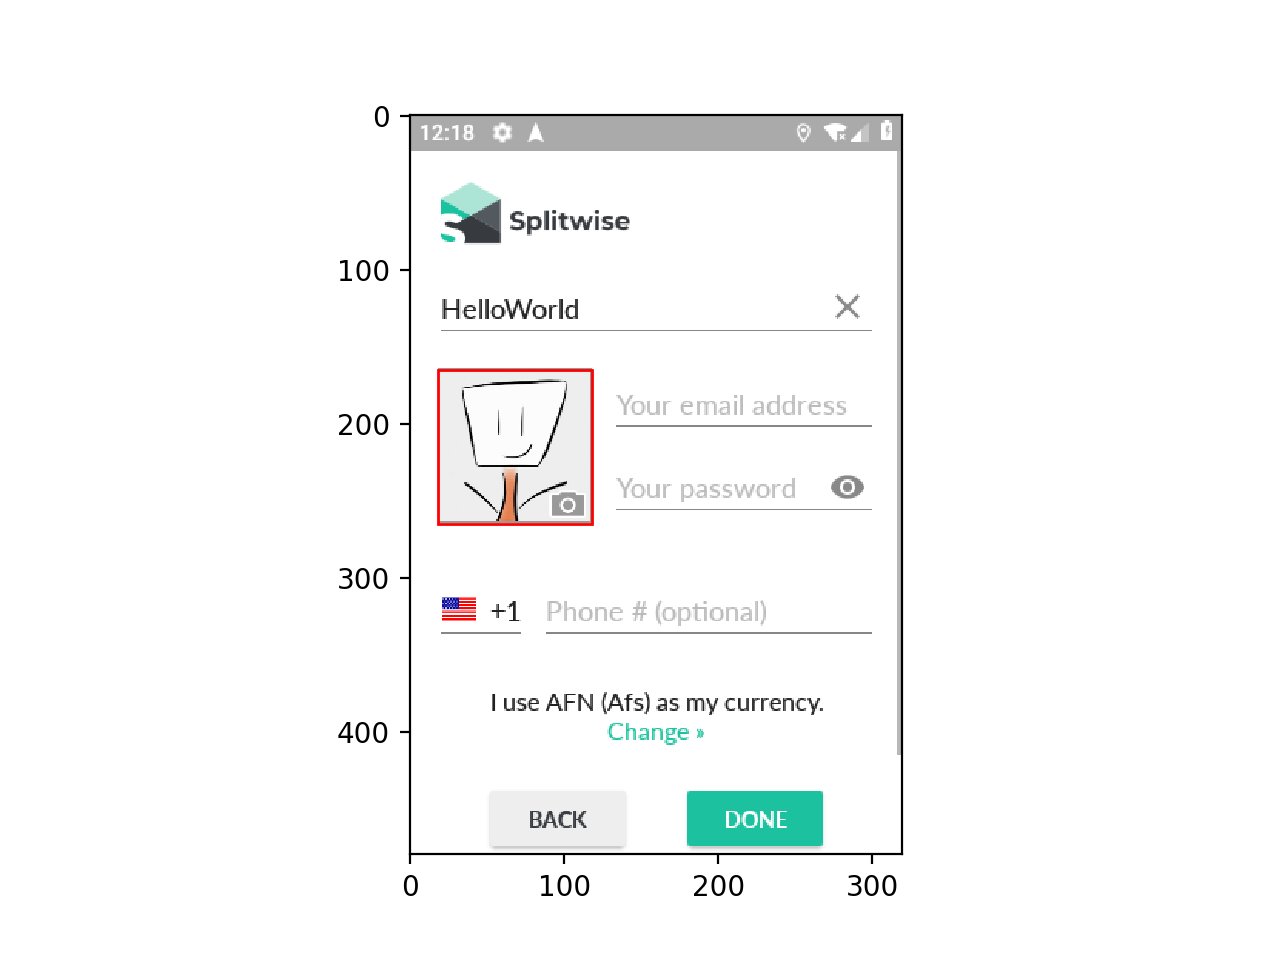 0
12:18
Splitwise
100
HelloWorld
200
Your email address
Your password
300
+1 Phone # (optional)
I use AFN (Afs) as my currency.
400
Change »
BACK DONE
0 100 200 300